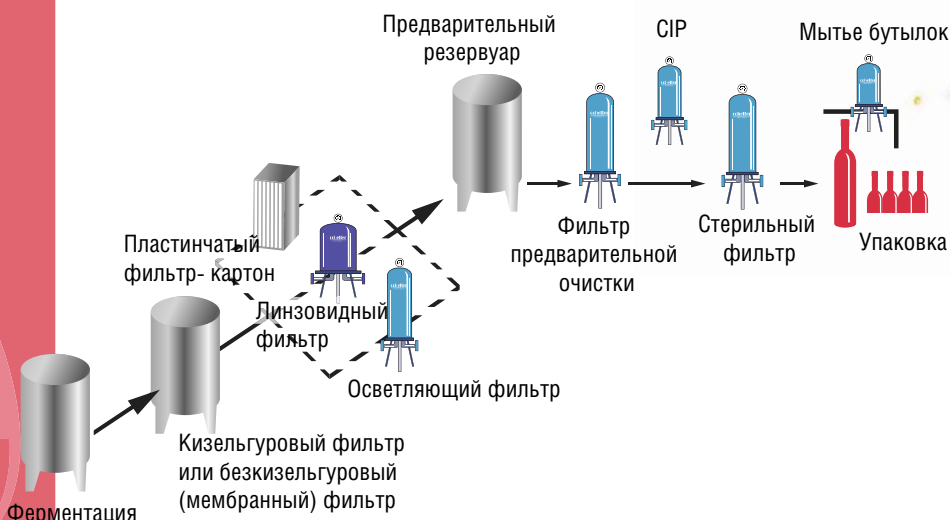 Предварительный
резервуар
CIP
Мытье бутылок
Пластинчатый
фильтр- картон
Линзовидный
фильтр
Осветляющий фильтр
Фильтр
предварительной
очистки
Стерильный
фильтр
Упаковка
Кизельгуровый фильтр
или безкизельгуровый
(мембранный) фильтр
Ферментация